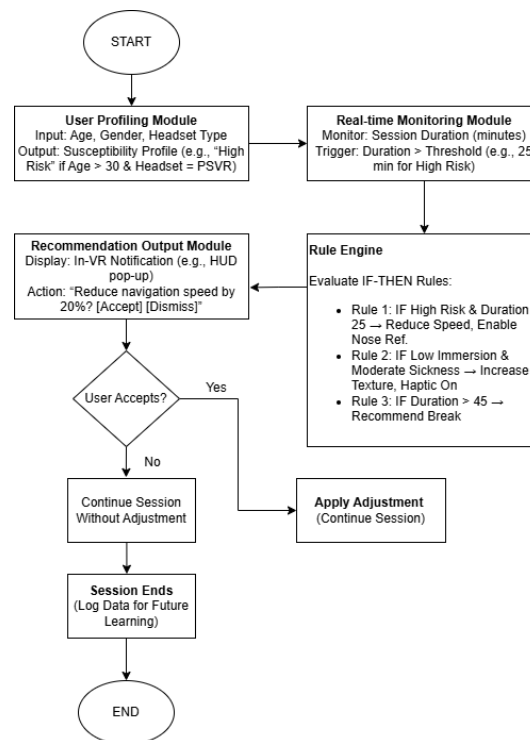 START
User Profiling Module
Input: Age, Gender, Headset Type
Output: Susceptibility Profile (e.g., "High
Risk" if Age > 30 & Headset = PSVR)
Real-time Monitoring Module
Monitor: Session Duration (minutes)
Trigger: Duration > Threshold (e.g., 25
min for High Risk)
Recommendation Output Module
Display: In-VR Notification (e.g., HUD
pop-up)
Action: "Reduce navigation speed by
20%? [Accept] [Dismiss]"
Rule Engine
Evaluate IF-THEN Rules:
• Rule 1: IF High Risk & Duration
25 → Reduce Speed, Enable
Nose Ref.
• Rule 2: IF Low Immersion &
Moderate Sickness → Increase
Texture, Haptic On
• Rule 3: IF Duration > 45 →
Recommend Break
User Accepts?
Yes
No
Continue Session
Without Adjustment
Apply Adjustment
(Continue Session)
Session Ends
(Log Data for Future
Learning)
END